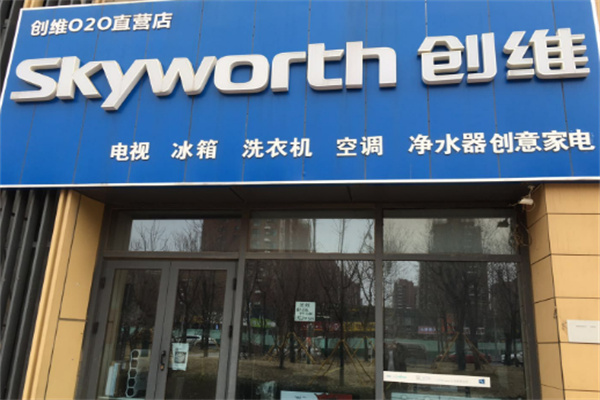 创维O2O直营店
Skyworth 创维
电视 冰箱 洗衣机 空调 净水器创意家电